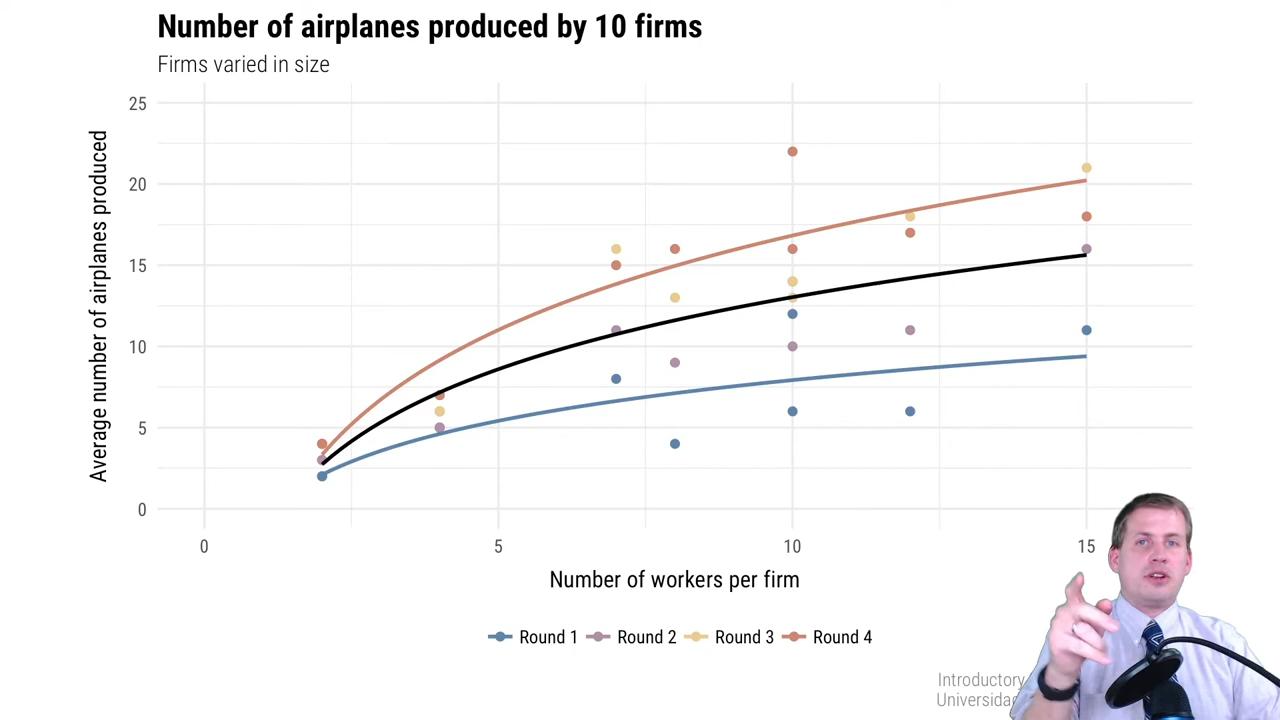 Number of airplanes produced by 10 firms
Firms varied in size
Average number of airplanes produced
25
20
15
10
5
0
0 5 10 15
Number of workers per firm
Round 1 Round 2 Round 3 Round 4
Introductory